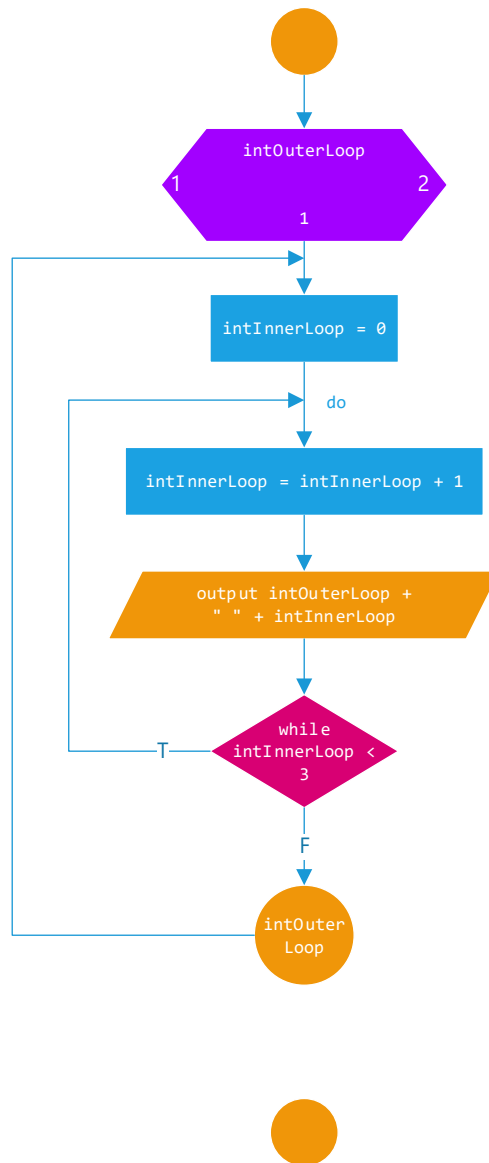 intOuterLoop
1 2
1
intInnerLoop = 0
do
intInnerLoop = intInnerLoop + 1
output intOuterLoop +
" " + intInnerLoop
while
intInnerLoop <
3
T
F
intOuter
Loop